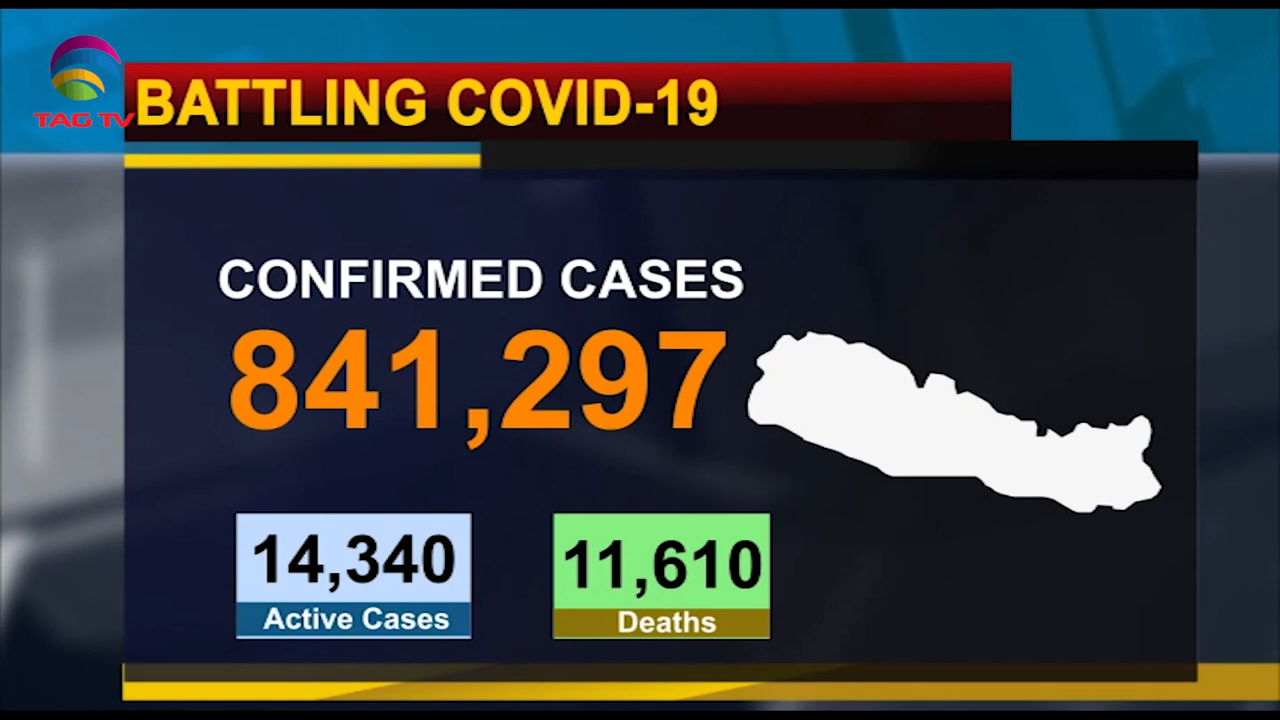 TAG TV
BATTLING COVID-19
CONFIRMED CASES
841,297
14,340
Active Cases
11,610
Deaths